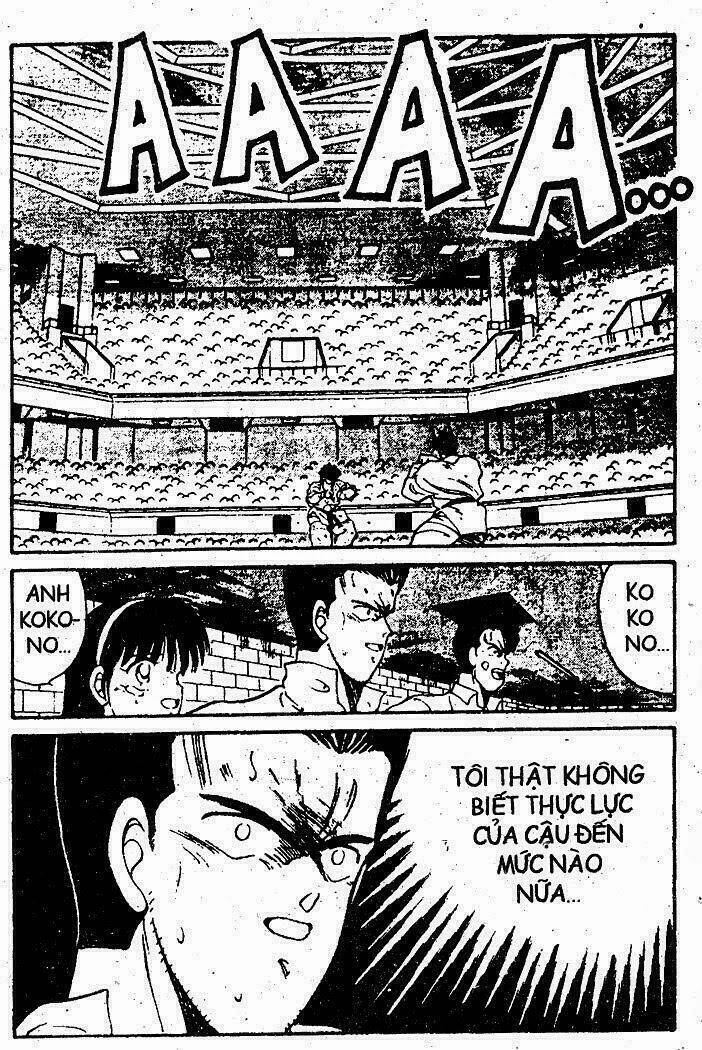 AAAA...
ANH
KOKO-
NO...
KO
KO
NO...
TÔI THẬT KHÔNG
BIẾT THỰC LỰC
CỦA CẬU ĐẾN
MỨC NÀO
NỮA...